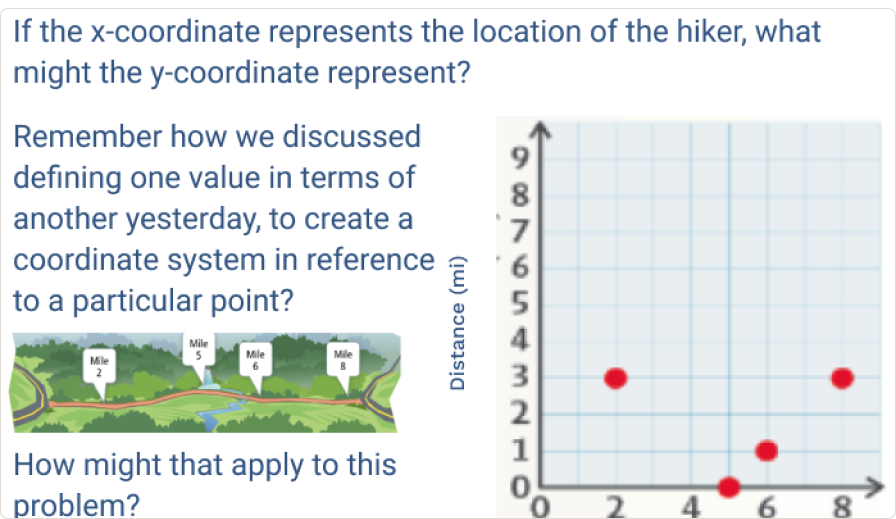 If the x-coordinate represents the location of the hiker, what
might the y-coordinate represent?
Remember how we discussed
defining one value in terms of
another yesterday, to create a
coordinate system in reference
to a particular point?
Mile
2
Mile
5
Mile
6
Mile
8
How might that apply to this
problem?
Distance (mi)
9
8
7
6
5
4
3
2
1
0
0 2 4 6 8